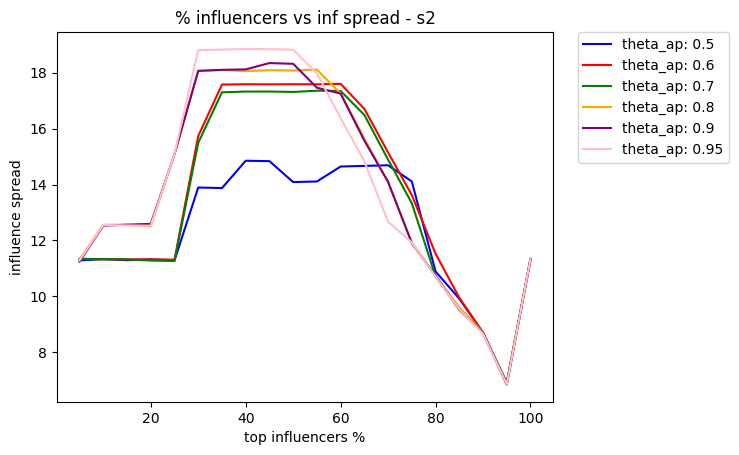 % influencers vs inf spread - s2
theta_ap: 0.5
theta_ap: 0.6
theta_ap: 0.7
theta_ap: 0.8
theta_ap: 0.9
theta_ap: 0.95
influence spread
18
16
14
12
10
8
20 40 60 80 100
top influencers %